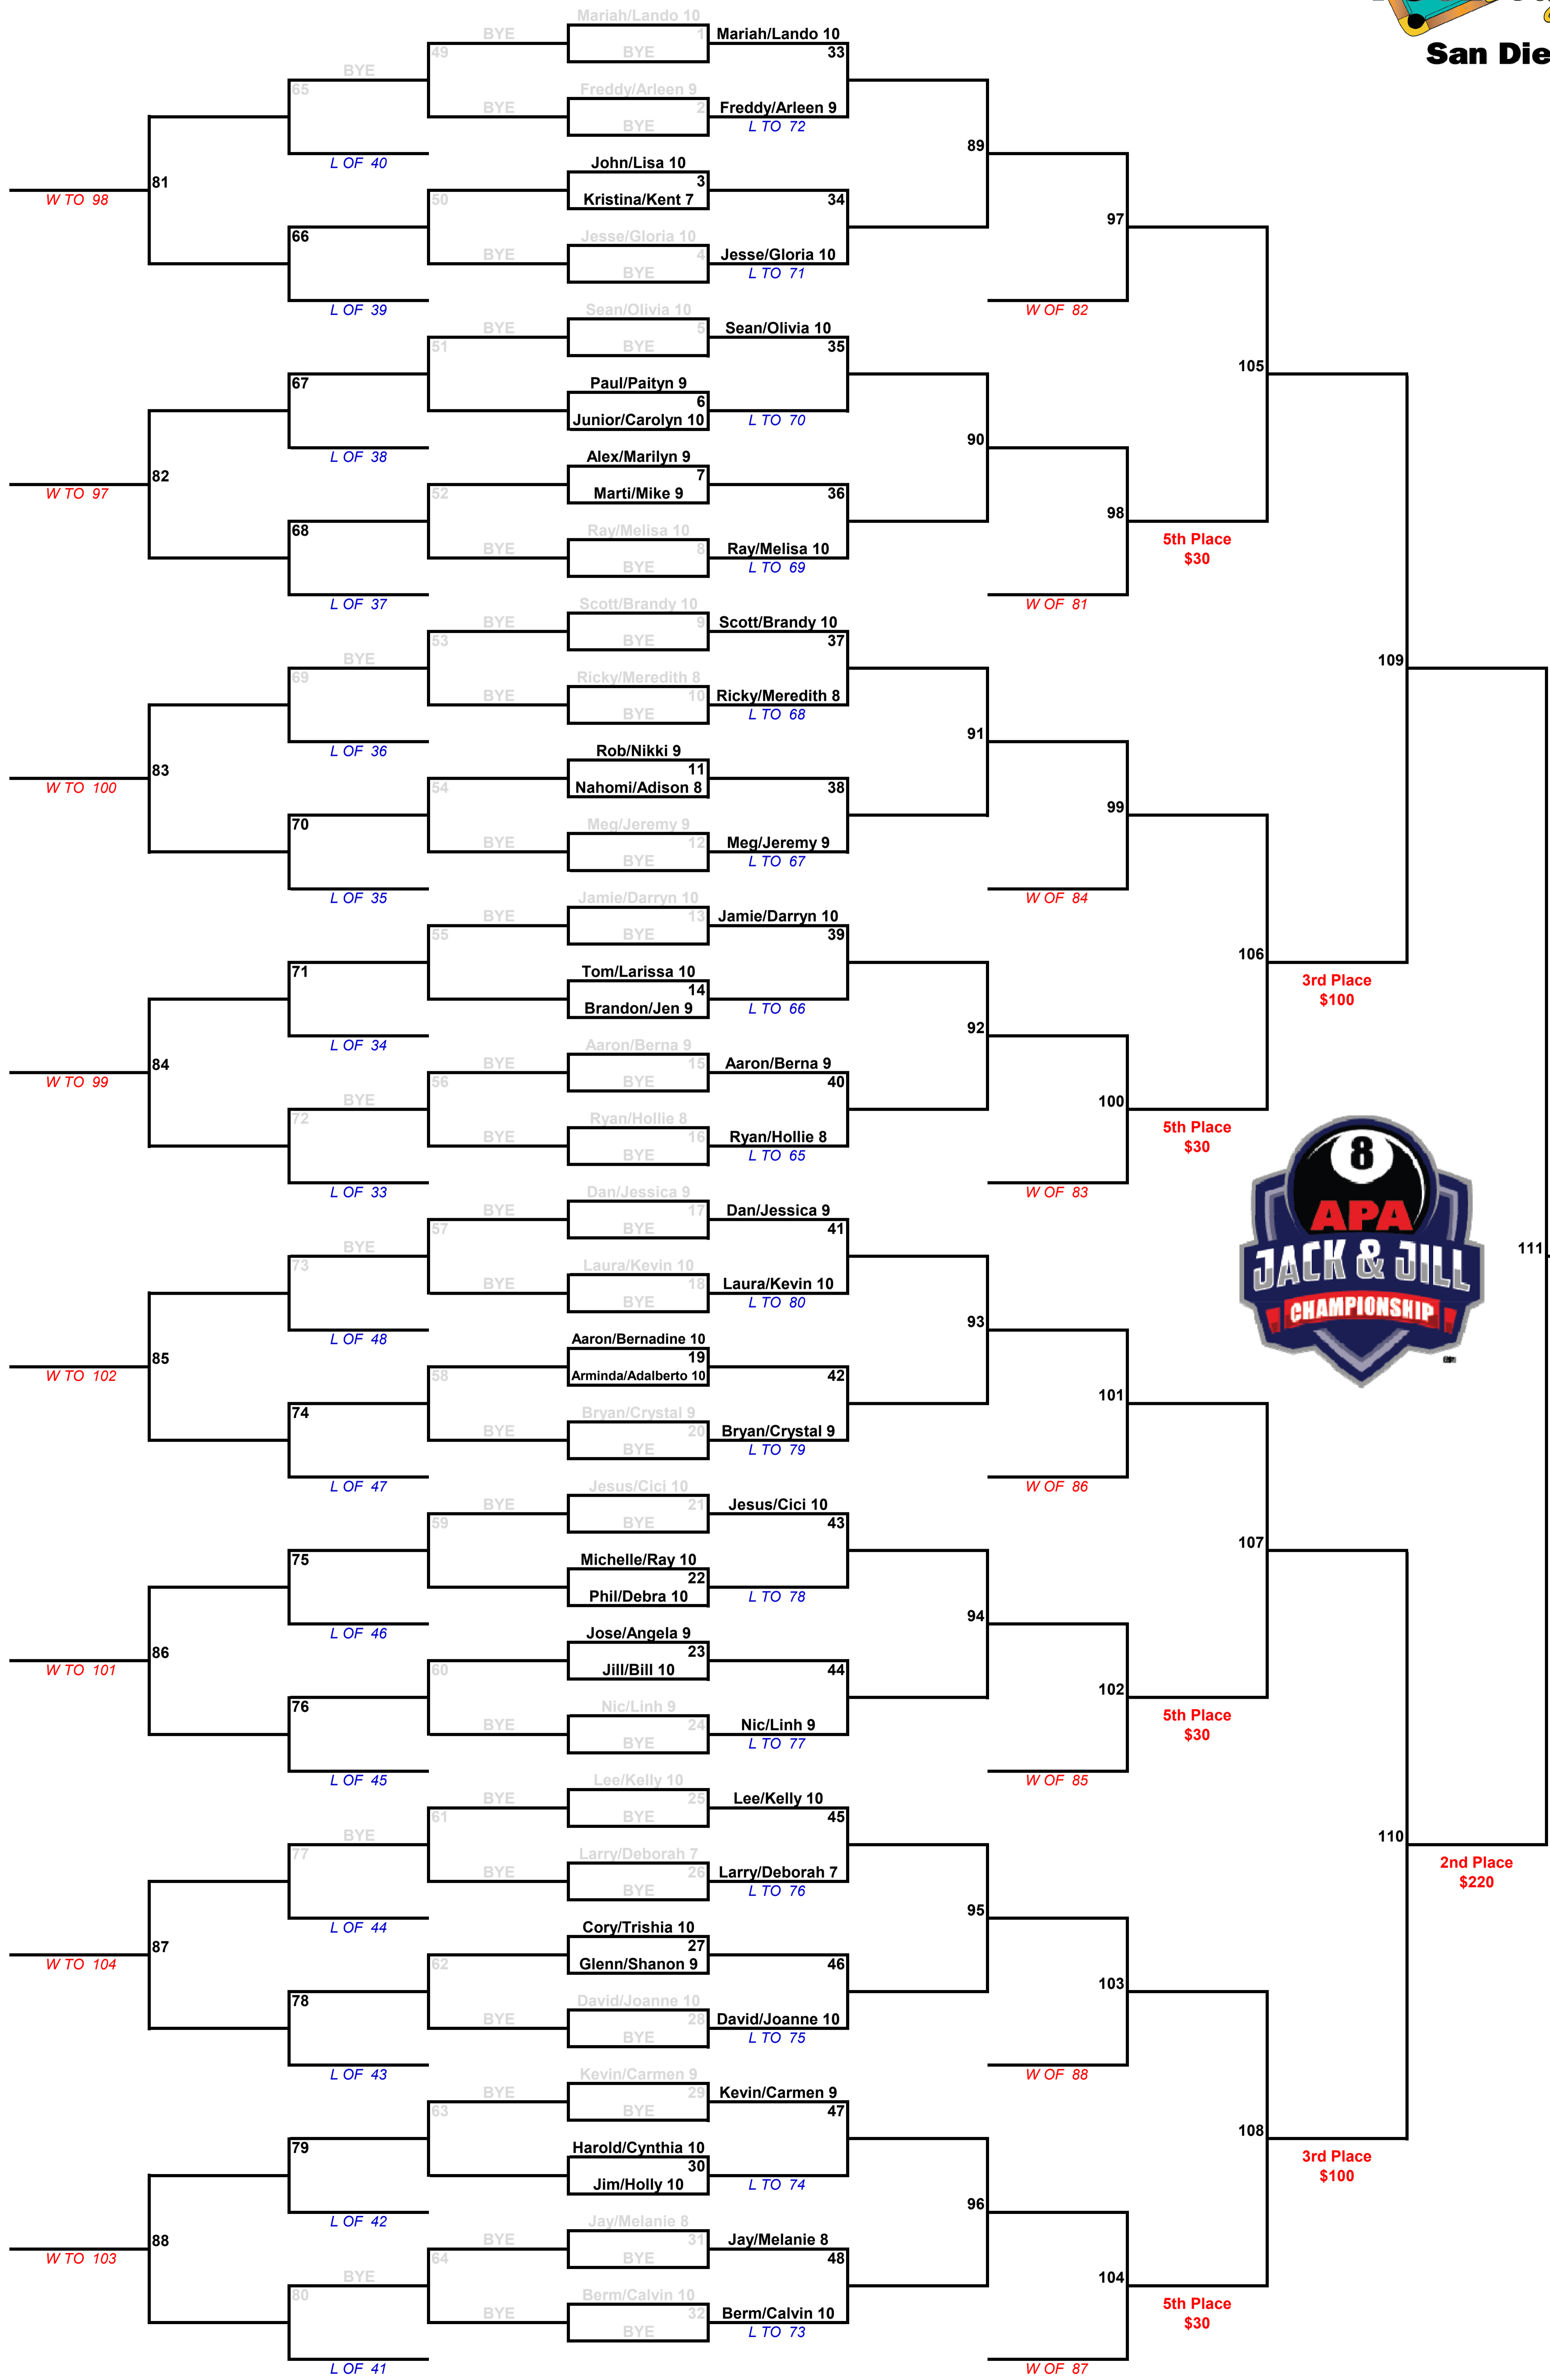 Mariah/Lando 10
BYE
1
Mariah/Lando 10
49
BYE
33
San Die
BYE
65
Freddy/Arleen 9
BYE
2
Freddy/Arleen 9
BYE
L TO 72
89
L OF 40
John/Lisa 10
81
3
W TO 98
50
Kristina/Kent 7
34
97
66
Jesse/Gloria 10
BYE
4
Jesse/Gloria 10
BYE
L TO 71
L OF 39
Sean/Olivia 10
W OF 82
BYE
5
Sean/Olivia 10
51
BYE
35
105
67
Paul/Paityn 9
6
Junior/Carolyn 10
L TO 70
90
L OF 38
Alex/Marilyn 9
82
7
W TO 97
52
Marti/Mike 9
36
98
68
Ray/Melisa 10
5th Place
BYE
8
Ray/Melisa 10
$30
BYE
L TO 69
L OF 37
Scott/Brandy 10
W OF 81
BYE
9
Scott/Brandy 10
53
BYE
37
BYE
109
69
Ricky/Meredith 8
BYE
10
Ricky/Meredith 8
BYE
L TO 68
91
L OF 36
Rob/Nikki 9
83
11
W TO 100
54
Nahomi/Adison 8
38
99
70
Meg/Jeremy 9
BYE
12
Meg/Jeremy 9
BYE
L TO 67
L OF 35
Jamie/Darryn 10
W OF 84
BYE
13
Jamie/Darryn 10
55
BYE
39
106
71
Tom/Larissa 10
3rd Place
14
$100
Brandon/Jen 9
L TO 66
92
L OF 34
Aaron/Berna 9
84
BYE
15
Aaron/Berna 9
W TO 99
56
BYE
40
BYE
100
72
Ryan/Hollie 8
5th Place
BYE
16
Ryan/Hollie 8
$30
BYE
L TO 65
L OF 33
Dan/Jessica 9
W OF 83
8
APA
JACK & JILL
CHAMPIONSHIP
BYE
17
Dan/Jessica 9
57
BYE
41
111
BYE
73
Laura/Kevin 10
BYE
18
Laura/Kevin 10
BYE
L TO 80
93
L OF 48
Aaron/Bernadine 10
85
19
W TO 102
58
Arminda/Adalberto 10
42
101
74
Bryan/Crystal 9
BYE
20
Bryan/Crystal 9
BYE
L TO 79
L OF 47
Jesus/Cici 10
W OF 86
BYE
21
Jesus/Cici 10
59
BYE
43
107
75
Michelle/Ray 10
22
Phil/Debra 10
L TO 78
94
L OF 46
Jose/Angela 9
86
23
W TO 101
60
Jill/Bill 10
44
102
76
Nic/Linh 9
5th Place
BYE
24
Nic/Linh 9
$30
BYE
L TO 77
L OF 45
Lee/Kelly 10
W OF 85
BYE
25
Lee/Kelly 10
61
BYE
45
BYE
110
77
Larry/Deborah 7
2nd Place
BYE
26
Larry/Deborah 7
$220
BYE
L TO 76
95
L OF 44
Cory/Trishia 10
87
27
W TO 104
62
Glenn/Shanon 9
46
103
78
David/Joanne 10
BYE
28
David/Joanne 10
BYE
L TO 75
L OF 43
Kevin/Carmen 9
W OF 88
BYE
29
Kevin/Carmen 9
63
BYE
47
108
79
Harold/Cynthia 10
3rd Place
30
$100
Jim/Holly 10
L TO 74
96
L OF 42
Jay/Melanie 8
88
BYE
31
Jay/Melanie 8
W TO 103
64
BYE
48
BYE
104
80
Berm/Calvin 10
5th Place
BYE
32
Berm/Calvin 10
$30
BYE
L TO 73
L OF 41
W OF 87